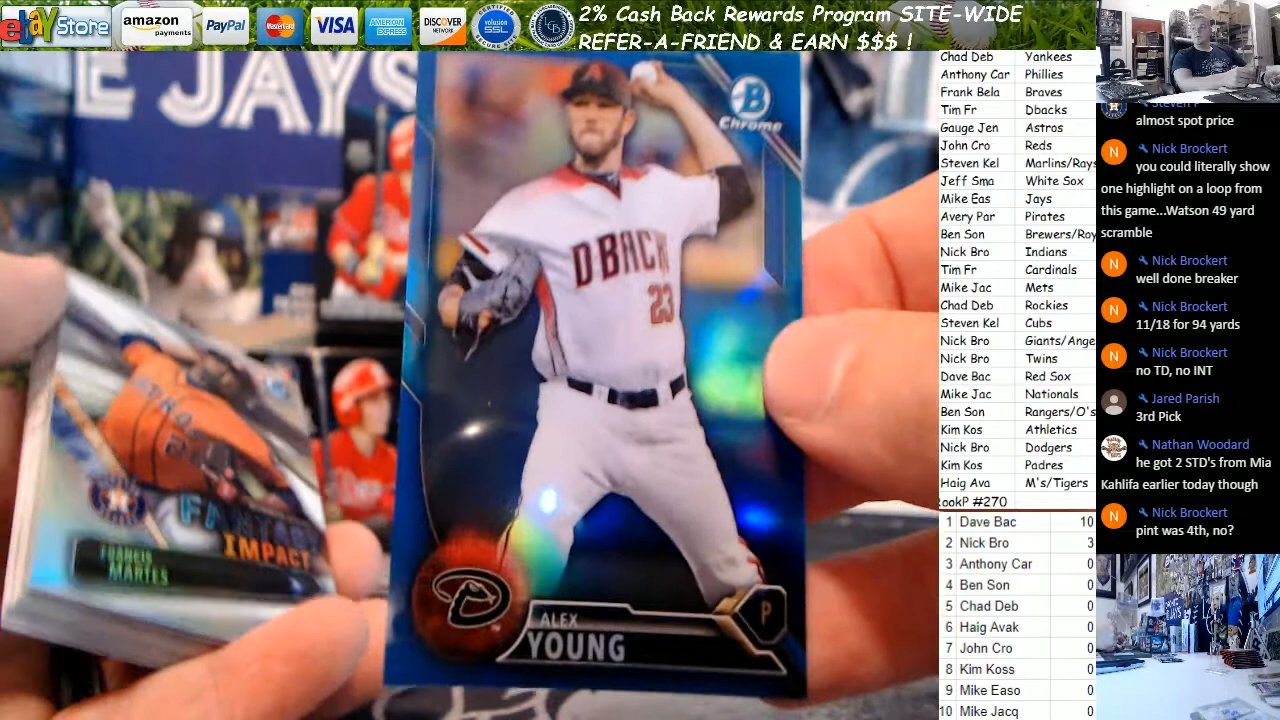 ebay Store
amazon payments
PayPal
MasterCard
VISA
AMERICAN EXPRESS
DISCOVER NETWORK
volusion SSL
2% Cash Back Rewards Program SITE-WIDE
REFER-A-FRIEND & EARN $$$ !
E JAYS
B
Chrome
DBACK
23
ALEX
YOUNG
P
IMPACT
FRANCIS
MARTES
Chad Deb Yankees
Anthony Car Phillies
Frank Bela Braves
Tim Fr Dbacks
Gauge Jen Astros
John Cro Reds
Steven Kel Marlins/Rays
Jeff Sma White Sox
Mike Eas Jays
Avery Par Pirates
Ben Son Brewers/Roy
Nick Bro Indians
Tim Fr Cardinals
Mike Jac Mets
Chad Deb Rockies
Steven Kel Cubs
Nick Bro Giants/Ange
Nick Bro Twins
Dave Bac Red Sox
Mike Jac Nationals
Ben Son Rangers/O's
Kim Kos Athletics
Nick Bro Dodgers
Kim Kos Padres
Haig Ava M's/Tigers
RookP #270
1 Dave Bac 10
2 Nick Bro 3
3 Anthony Car 0
4 Ben Son 0
5 Chad Deb 0
6 Haig Avak 0
7 John Cro 0
8 Kim Koss 0
9 Mike Easo 0
10 Mike Jacq 0
Steven P
almost spot price
N Nick Brockert
you could literally show
one highlight on a loop from
this game...Watson 49 yard
scramble
N Nick Brockert
well done breaker
N Nick Brockert
11/18 for 94 yards
N Nick Brockert
no TD, no INT
Jared Parish
3rd Pick
Nathan Woodard
he got 2 STD's from Mia
Kahlifa earlier today though
N Nick Brockert
pint was 4th, no?